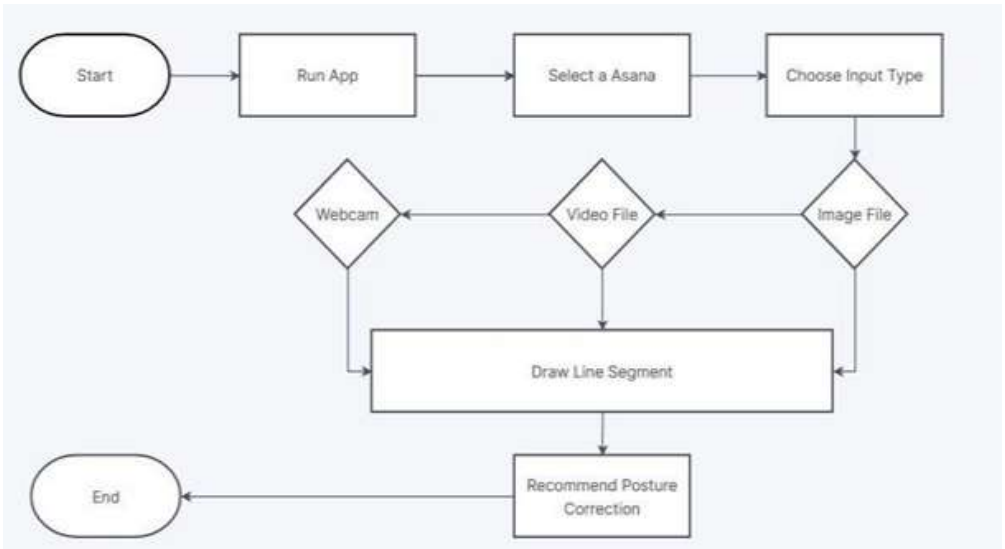 Start
Run App
Select a Asana
Choose Input Type
Webcam
Video File
Image File
Draw Line Segment
Recommend Posture
Correction
End